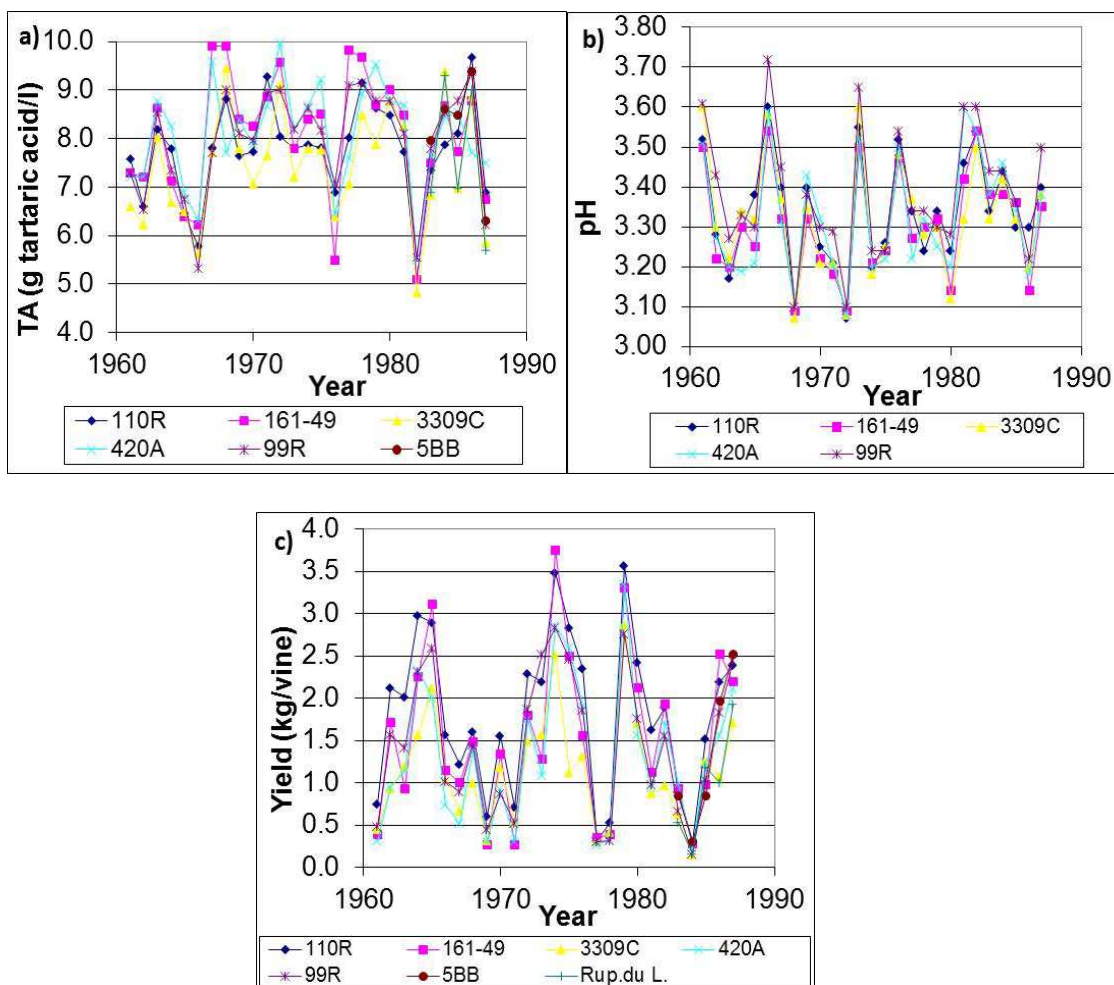 a)
TA (g tartaric acid/l)
10.0
9.0
8.0
7.0
6.0
5.0
4.0
1960 1970 1980 1990
Year
110R 161-49 3309C
420A 99R 5BB
b)
pH
3.80
3.70
3.60
3.50
3.40
3.30
3.20
3.10
3.00
1960 1970 1980 1990
Year
110R 161-49 3309C
420A 99R
c)
Yield (kg/vine)
4.0
3.5
3.0
2.5
2.0
1.5
1.0
0.5
0.0
1960 1970 1980 1990
Year
110R 161-49 3309C 420A
99R 5BB Rup.du L.